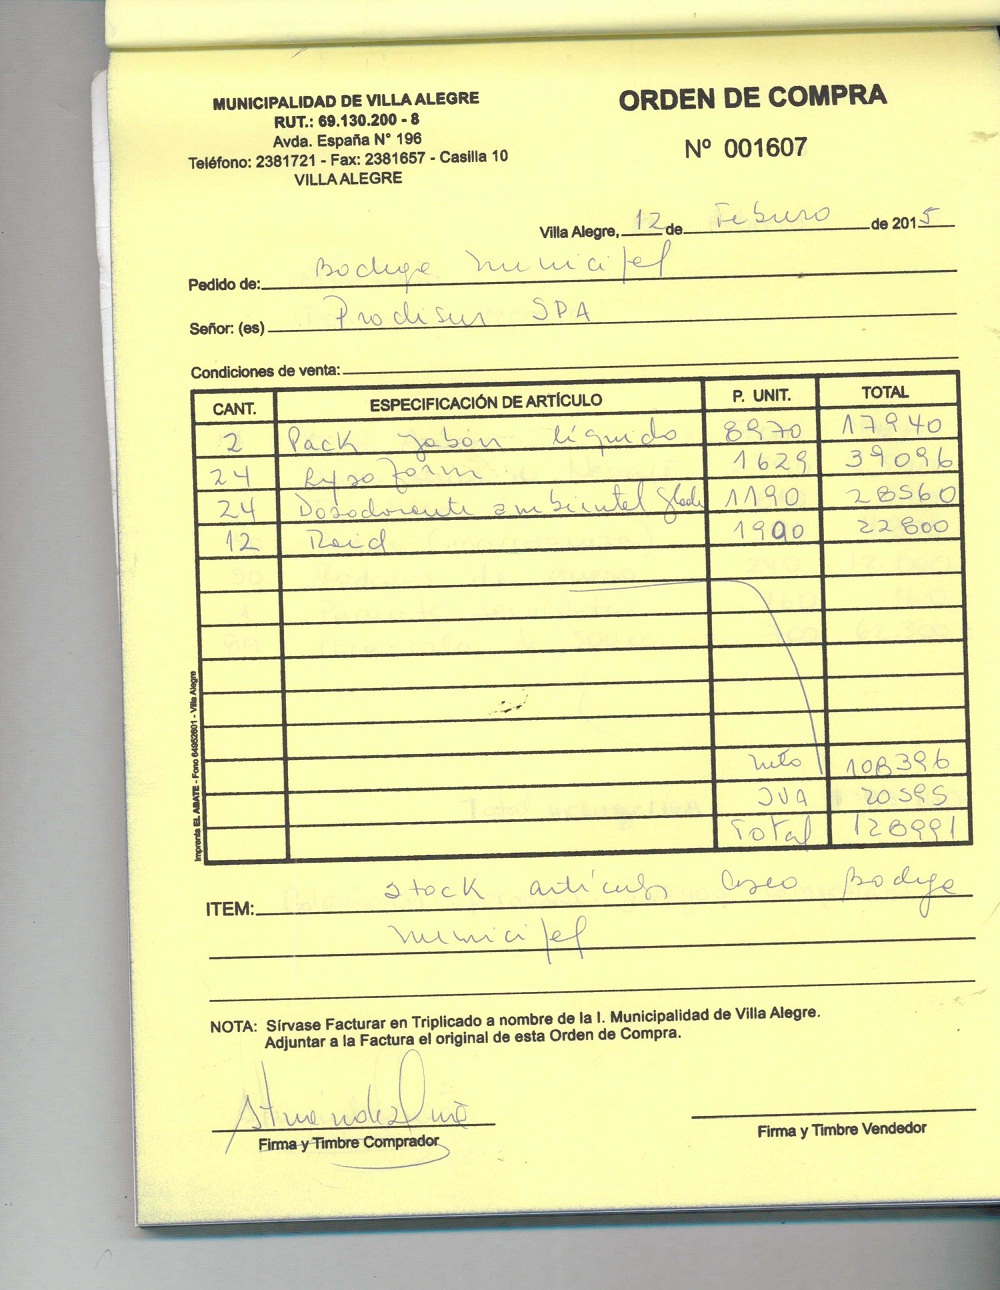 MUNICIPALIDAD DE VILLA ALEGRE
RUT.: 69.130.200 - 8
Avda. España N° 196
Teléfono: 2381721 - Fax: 2381657 - Casilla 10
VILLA ALEGRE
ORDEN DE COMPRA
Nº 001607
Villa Alegre, 12 de Febrero de 2015
Pedido de: Bodega Municipal
Señor: (es) Prodisur SPA
Condiciones de venta:
CANT. ESPECIFICACIÓN DE ARTÍCULO P. UNIT. TOTAL
2 Pack Jabón líquido 8970 17940
24 Lysoform 1629 39096
24 Desodorante ambiental glade 1190 28560
12 Raid 1900 22800
Neto 108396
IVA 20595
Total 128991
Imprenta EL ABATE - Fono 64952601 - Villa Alegre
ITEM: Stock artículos Aseo Bodega
Municipal
NOTA: Sírvase Facturar en Triplicado a nombre de la I. Municipalidad de Villa Alegre.
Adjuntar a la Factura el original de esta Orden de Compra.
Firma y Timbre Comprador
Firma y Timbre Vendedor